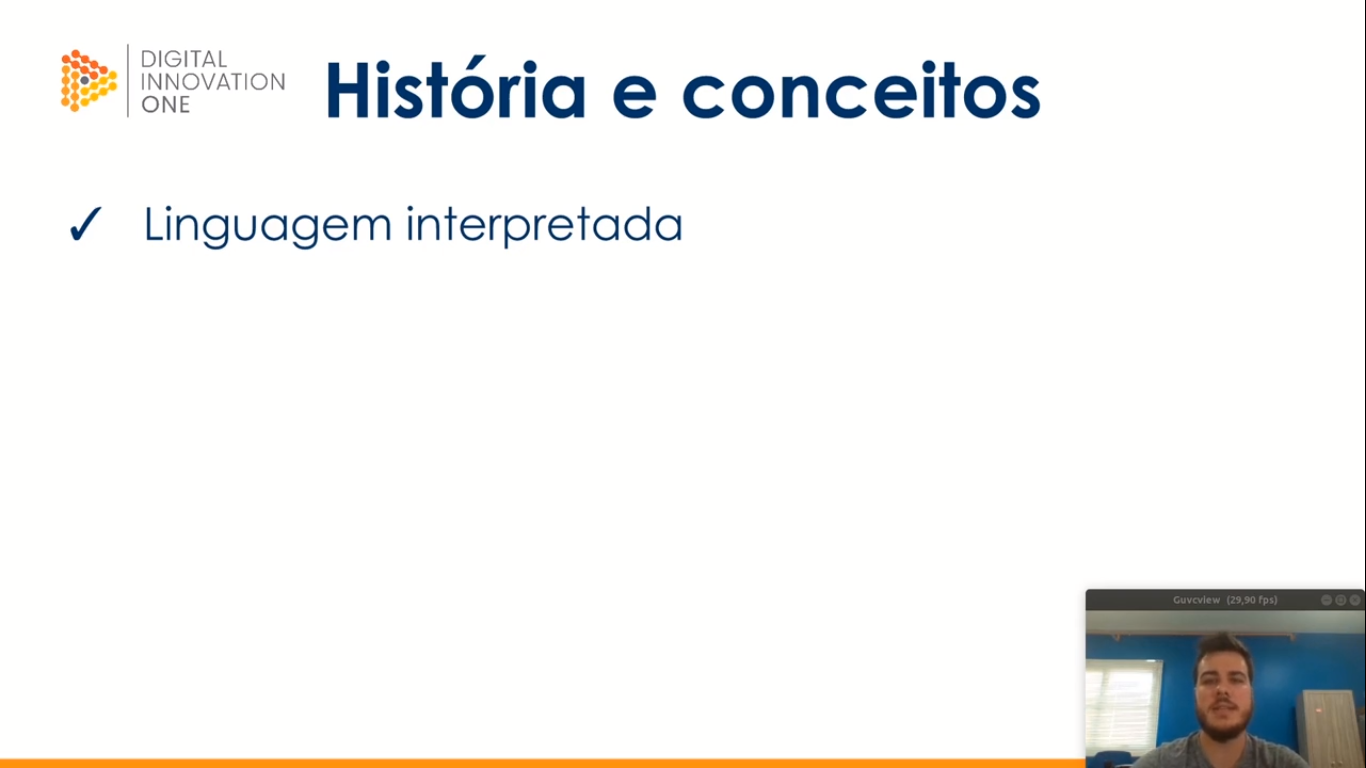 DIGITAL
INNOVATION
ONE
História e conceitos
✓ Linguagem interpretada
Guvcview (29,90 fps)